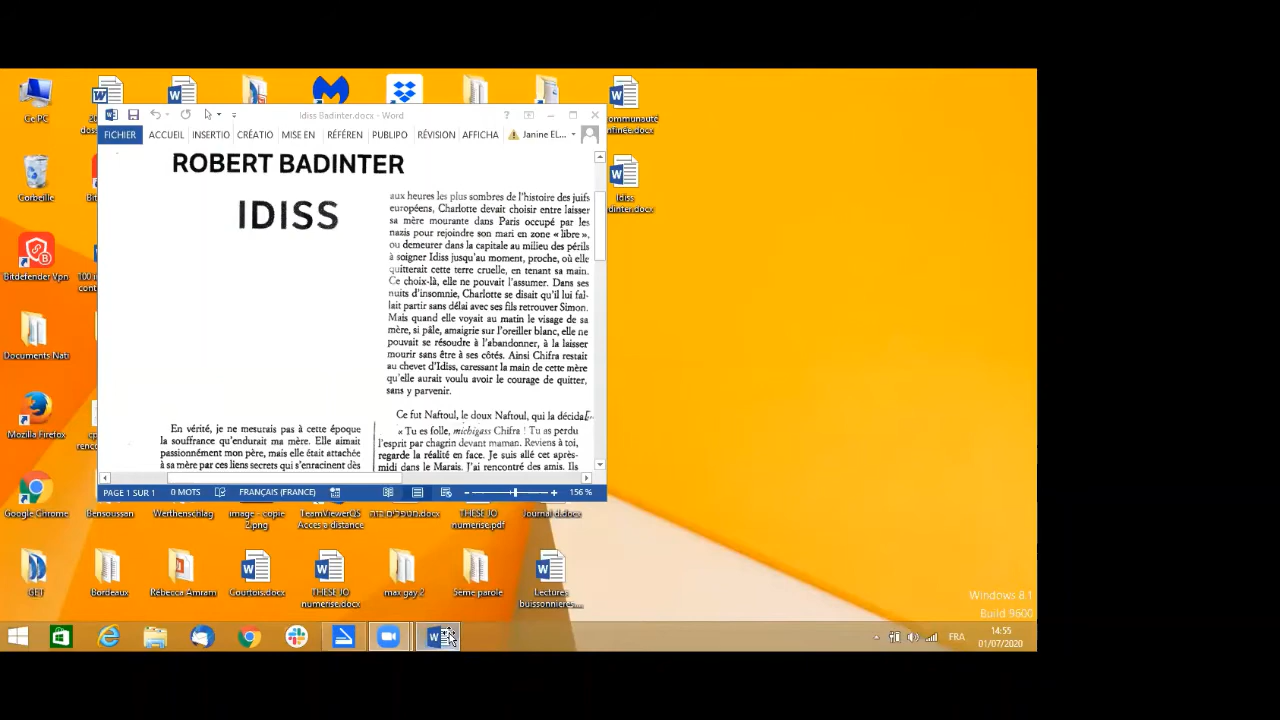 Ce PC
Corbeille
Bitdefender Vpn
Documents Nati
Mozilla Firefox
Google Chrome
GET
Bensoussan
Bordeaux
Werthenschlag
Rébecca Amram
image - copie
2.png
Courtois.docx
TeamViewerQS
Acces a distance
THESE JO
numerise.docx
max gay 2
THESE JO
numerise.pdf
5eme parole
Journal d.docx
Lectures
buissonnieres....
Idiss
Idiss Badinter.docx - Word
FICHIER ACCUEIL INSERTIO CRÉATIO MISE EN RÉFÉREN PUBLIPO RÉVISION AFFICHA Janine EL...
ROBERT BADINTER
IDISS
aux heures les plus sombres de l'histoire des juifs
européens, Charlotte devait choisir entre laisser
sa mère mourante dans Paris occupé par les
nazis pour rejoindre son mari en zone « libre »,
ou demeurer dans la capitale au milieu des périls
à soigner Idiss jusqu'au moment, proche, où elle
quitterait cette terre cruelle, en tenant sa main.
Ce choix-là, elle ne pouvait l'assumer. Dans ses
nuits d'insomnie, Charlotte se disait qu'il lui fal-
lait partir sans délai avec ses fils retrouver Simon.
Mais quand elle voyait au matin le visage de sa
mère, si pâle, amaigrie sur l'oreiller blanc, elle ne
pouvait se résoudre à l'abandonner, à la laisser
mourir sans être à ses côtés. Ainsi Chifra restait
au chevet d'Idiss, caressant la main de cette mère
qu'elle aurait voulu avoir le courage de quitter,
sans y parvenir.
Ce fut Naftoul, le doux Naftoul, qui la décida
« Tu es folle, michigass Chifra ! Tu as perdu
l'esprit par chagrin devant maman. Reviens à toi,
regarde la réalité en face. Je suis allé cet après-
midi dans le Marais. J'ai rencontré des amis. Ils
En vérité, je ne mesurais pas à cette époque
la souffrance qu'endurait ma mère. Elle aimait
passionnément mon père, mais elle était attachée
à sa mère par ces liens secrets qui s'enracinent dès
PAGE 1 SUR 1 0 MOTS FRANÇAIS (FRANCE) 156 %
Windows 8.1
Build 9600
FRA
14:55
01/07/2020